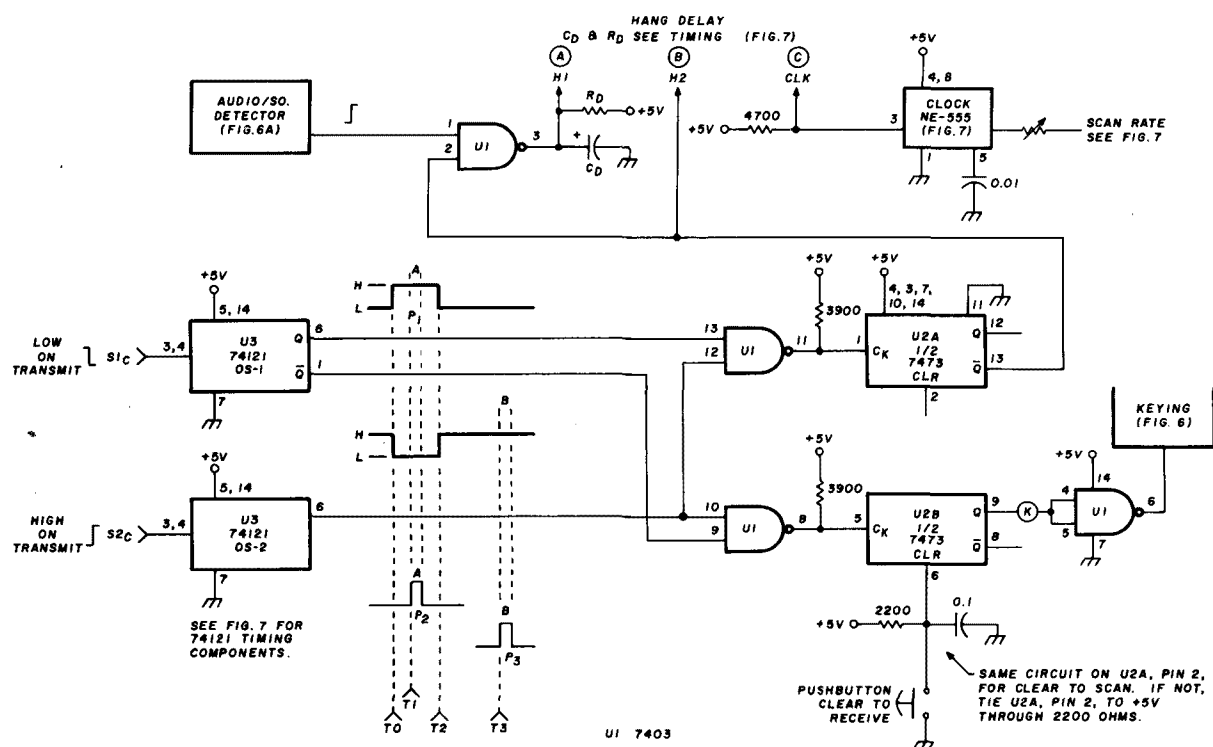 HANG DELAY
CD & RD SEE TIMING (FIG.7)
A
H1
B
H2
C
CLK
+5V
4, 8
AUDIO/SQ.
DETECTOR
(FIG.6A)
1
2
U1
3
RD
+5V
+
CD
+5V
4700
3
CLOCK
NE-555
(FIG.7)
1
5
0.01
SCAN RATE
SEE FIG.7
+5V
5, 14
LOW
ON
TRANSMIT
S1C
3,4
U3
74121
OS-1
Q
Q
6
1
7
H
L
A
P1
B
H
L
13
12
U1
11
+5V
3900
+5V
4, 3, 7,
10, 14
11
1
CK
U2A
1/2
7473
CLR
Q
Q
12
13
2
KEYING
(FIG. 6)
+5V
5, 14
HIGH
ON
TRANSMIT
S2C
3,4
U3
74121
OS-2
6
7
10
9
U1
8
+5V
3900
5
CK
U2B
1/2
7473
CLR
Q
Q
9
8
6
K
+5V
14
4
5
U1
6
7
SEE FIG. 7 FOR
74121 TIMING
COMPONENTS.
A
P2
B
P3
T0
T1
T2
T3
+5V
2200
0.1
PUSHBUTTON
CLEAR TO
RECEIVE
SAME CIRCUIT ON U2A, PIN 2,
FOR CLEAR TO SCAN. IF NOT,
TIE U2A, PIN 2, TO +5V
THROUGH 2200 OHMS.
U1 7403